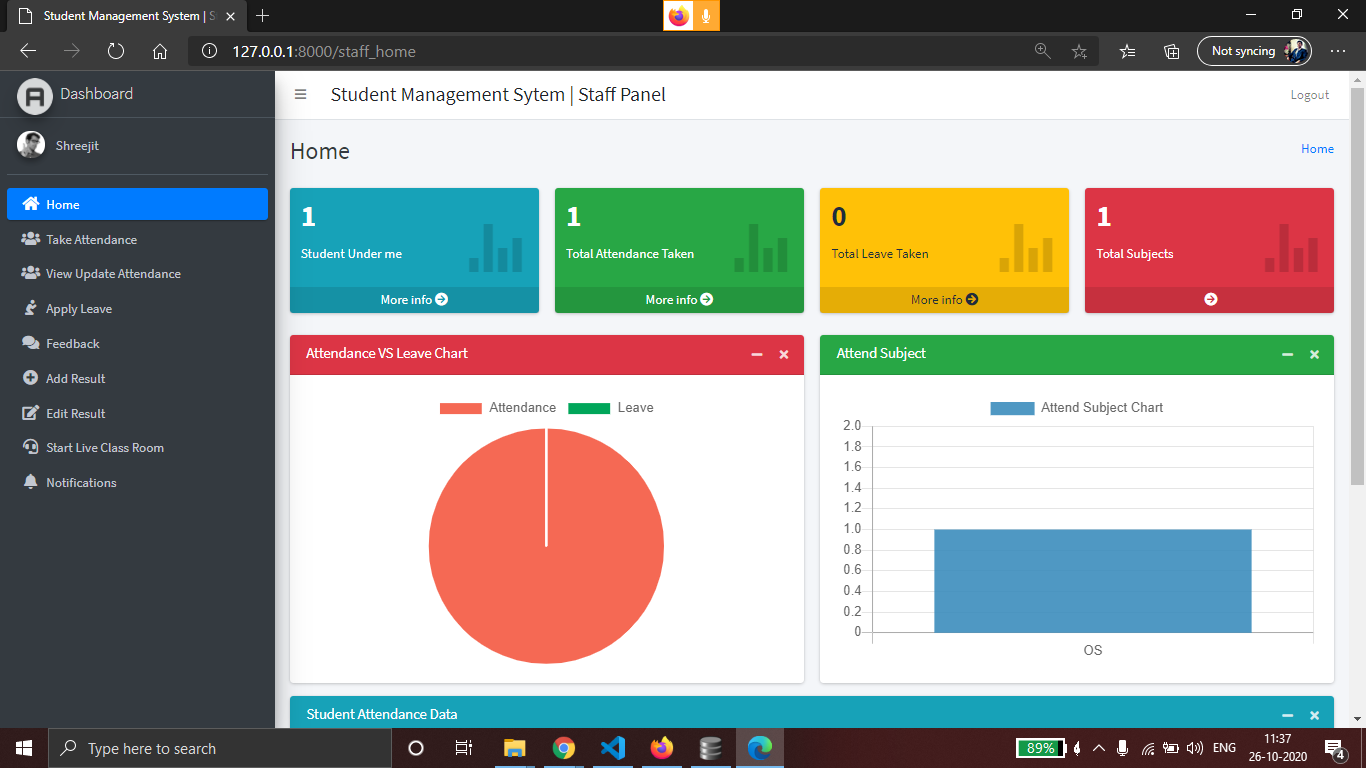 Student Management System | S
127.0.0.1:8000/staff_home
Not syncing
Dashboard
Student Management Sytem | Staff Panel
Logout
Shreejit
Home
Take Attendance
View Update Attendance
Apply Leave
Feedback
Add Result
Edit Result
Start Live Class Room
Notifications
Home
Home
1
Student Under me
More info
1
Total Attendance Taken
More info
0
Total Leave Taken
More info
1
Total Subjects
Attendance VS Leave Chart
Attendance Leave
Attend Subject
Attend Subject Chart
2.0
1.8
1.6
1.4
1.2
1.0
0.8
0.6
0.4
0.2
0
OS
Student Attendance Data
Type here to search
89%
ENG
11:37
26-10-2020
4